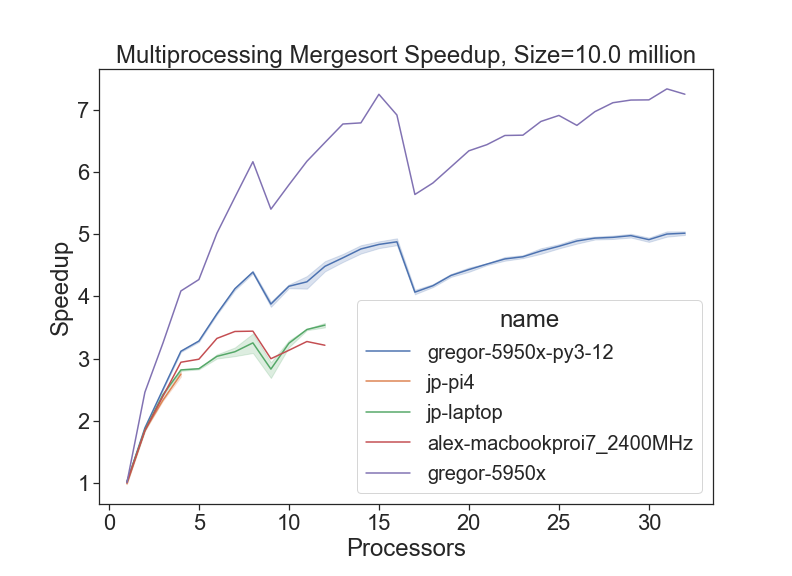 Multiprocessing Mergesort Speedup, Size=10.0 million
Speedup
7
6
5
4
3
2
1
name
gregor-5950x-py3-12
jp-pi4
jp-laptop
alex-macbookproi7_2400MHz
gregor-5950x
0 5 10 15 20 25 30
Processors